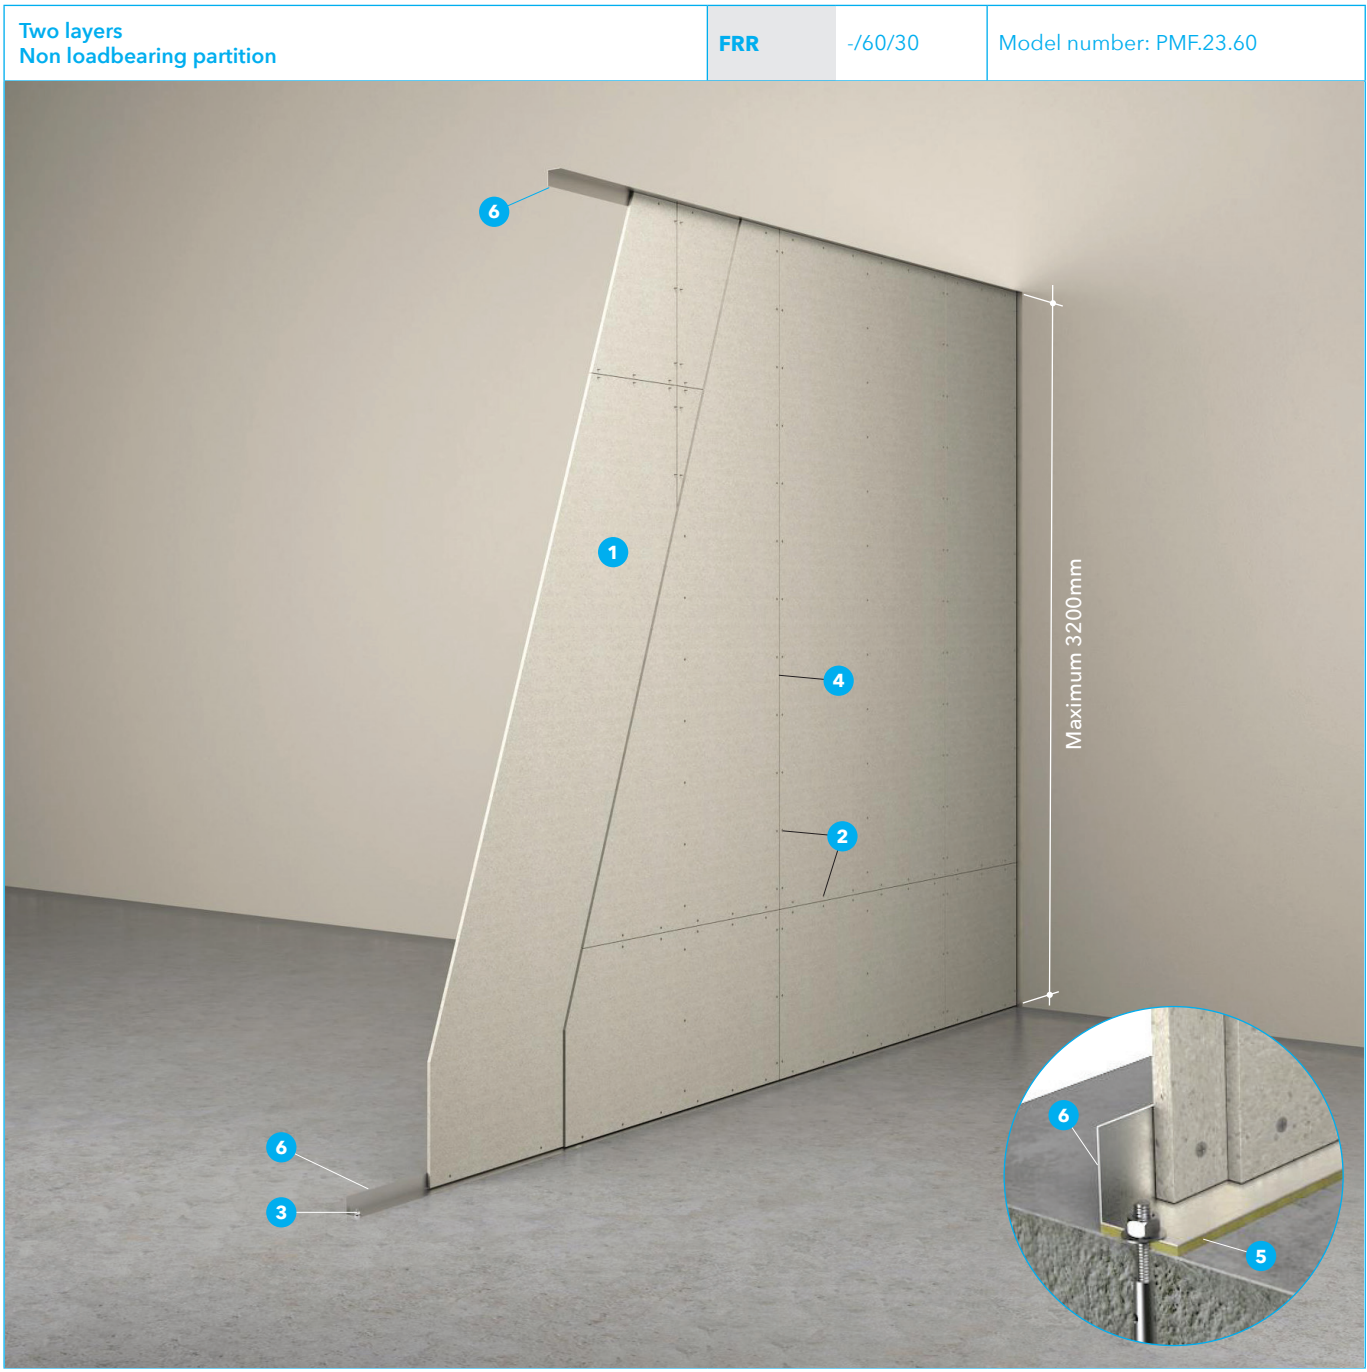 Two layers
Non loadbearing partition
FRR
-/60/30
Model number: PMF.23.60
6
1
4
2
Maximum 3200mm
6
6
3
5